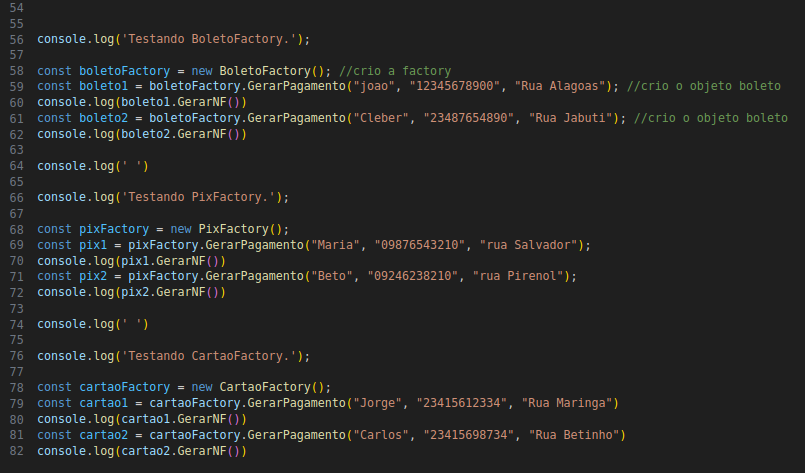 54
55
56 console.log('Testando BoletoFactory.');
57
58 const boletoFactory = new BoletoFactory(); //crio a factory
59 const boleto1 = boletoFactory.GerarPagamento("joao", "12345678900", "Rua Alagoas"); //crio o objeto boleto
60 console.log(boleto1.GerarNF())
61 const boleto2 = boletoFactory.GerarPagamento("Cleber", "23487654890", "Rua Jabuti"); //crio o objeto boleto
62 console.log(boleto2.GerarNF())
63
64 console.log(' ')
65
66 console.log('Testando PixFactory.');
67
68 const pixFactory = new PixFactory();
69 const pix1 = pixFactory.GerarPagamento("Maria", "09876543210", "rua Salvador");
70 console.log(pix1.GerarNF())
71 const pix2 = pixFactory.GerarPagamento("Beto", "09246238210", "rua Pirenol");
72 console.log(pix2.GerarNF())
73
74 console.log(' ')
75
76 console.log('Testando CartaoFactory.');
77
78 const cartaoFactory = new CartaoFactory();
79 const cartao1 = cartaoFactory.GerarPagamento("Jorge", "23415612334", "Rua Maringa")
80 console.log(cartao1.GerarNF())
81 const cartao2 = cartaoFactory.GerarPagamento("Carlos", "23415698734", "Rua Betinho")
82 console.log(cartao2.GerarNF())